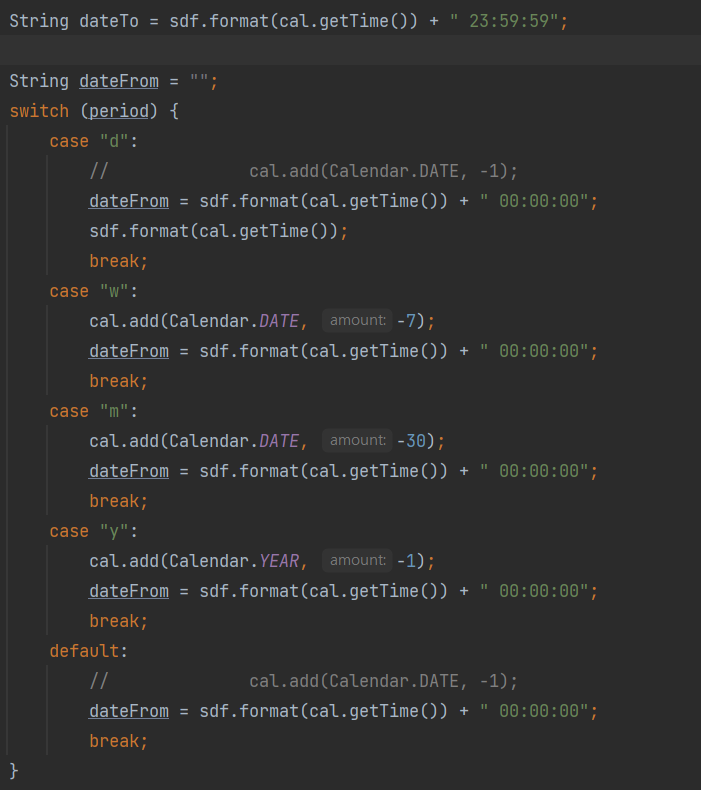 String dateTo = sdf.format(cal.getTime()) + " 23:59:59";
String dateFrom = "";
switch (period) {
case "d":
// cal.add(Calendar.DATE, -1);
dateFrom = sdf.format(cal.getTime()) + " 00:00:00";
sdf.format(cal.getTime());
break;
case "w":
cal.add(Calendar.DATE, amount: -7);
dateFrom = sdf.format(cal.getTime()) + " 00:00:00";
break;
case "m":
cal.add(Calendar.DATE, amount: -30);
dateFrom = sdf.format(cal.getTime()) + " 00:00:00";
break;
case "y":
cal.add(Calendar.YEAR, amount: -1);
dateFrom = sdf.format(cal.getTime()) + " 00:00:00";
break;
default:
// cal.add(Calendar.DATE, -1);
dateFrom = sdf.format(cal.getTime()) + " 00:00:00";
break;
}